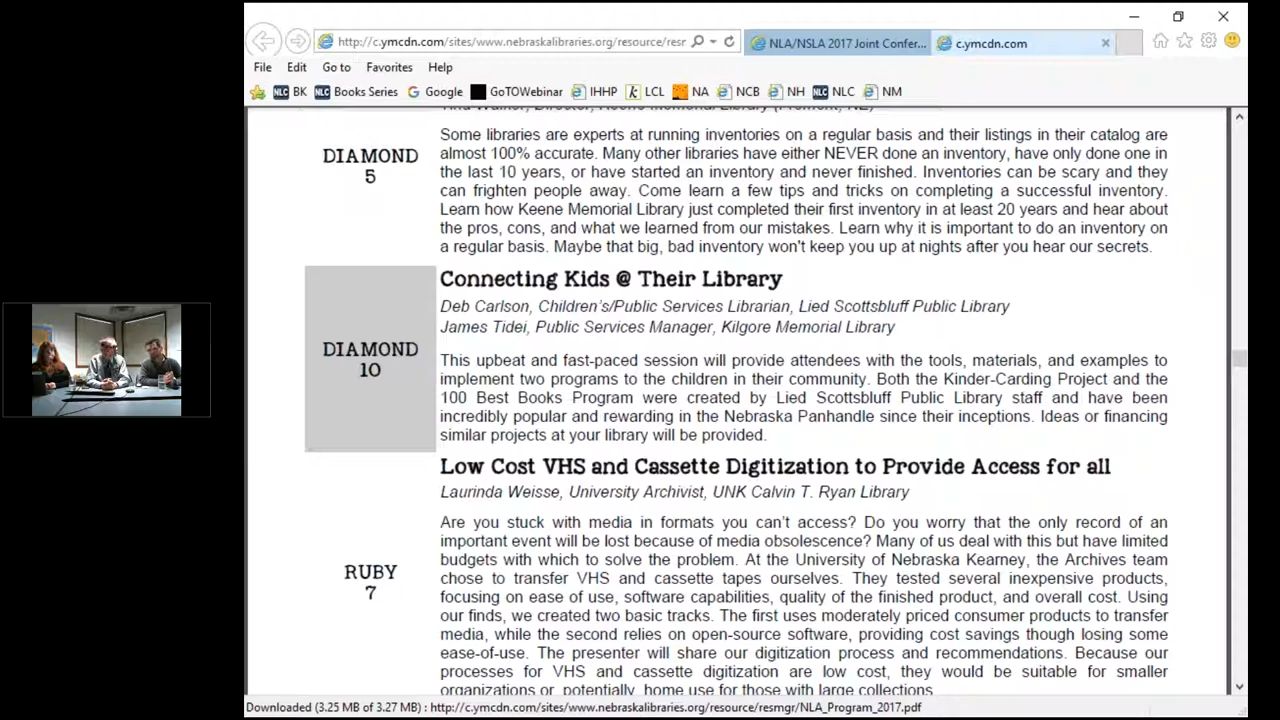 http://c.ymcdn.com/sites/www.nebraskalibraries.org/resource/resr
NLA/NSLA 2017 Joint Confer...
c.ymcdn.com
File Edit Go to Favorites Help
NLC BK NLC Books Series G Google GoTOWebinar IHHP k LCL NA NCB NH NLC NLC NM
DIAMOND
5
Some libraries are experts at running inventories on a regular basis and their listings in their catalog are
almost 100% accurate. Many other libraries have either NEVER done an inventory, have only done one in
the last 10 years, or have started an inventory and never finished. Inventories can be scary and they
can frighten people away. Come learn a few tips and tricks on completing a successful inventory.
Learn how Keene Memorial Library just completed their first inventory in at least 20 years and hear about
the pros, cons, and what we learned from our mistakes. Learn why it is important to do an inventory on
a regular basis. Maybe that big, bad inventory won't keep you up at nights after you hear our secrets.
DIAMOND
10
Connecting Kids @ Their Library
Deb Carlson, Children's/Public Services Librarian, Lied Scottsbluff Public Library
James Tidei, Public Services Manager, Kilgore Memorial Library
This upbeat and fast-paced session will provide attendees with the tools, materials, and examples to
implement two programs to the children in their community. Both the Kinder-Carding Project and the
100 Best Books Program were created by Lied Scottsbluff Public Library staff and have been
incredibly popular and rewarding in the Nebraska Panhandle since their inceptions. Ideas or financing
similar projects at your library will be provided.
RUBY
7
Low Cost VHS and Cassette Digitization to Provide Access for all
Laurinda Weisse, University Archivist, UNK Calvin T. Ryan Library
Are you stuck with media in formats you can't access? Do you worry that the only record of an
important event will be lost because of media obsolescence? Many of us deal with this but have limited
budgets with which to solve the problem. At the University of Nebraska Kearney, the Archives team
chose to transfer VHS and cassette tapes ourselves. They tested several inexpensive products,
focusing on ease of use, software capabilities, quality of the finished product, and overall cost. Using
our finds, we created two basic tracks. The first uses moderately priced consumer products to transfer
media, while the second relies on open-source software, providing cost savings though losing some
ease-of-use. The presenter will share our digitization process and recommendations. Because our
processes for VHS and cassette digitization are low cost, they would be suitable for smaller
organizations or, potentially, home use for those with large collections.
Downloaded (3.25 MB of 3.27 MB) : http://c.ymcdn.com/sites/www.nebraskalibraries.org/resource/resmgr/NLA_Program_2017.pdf